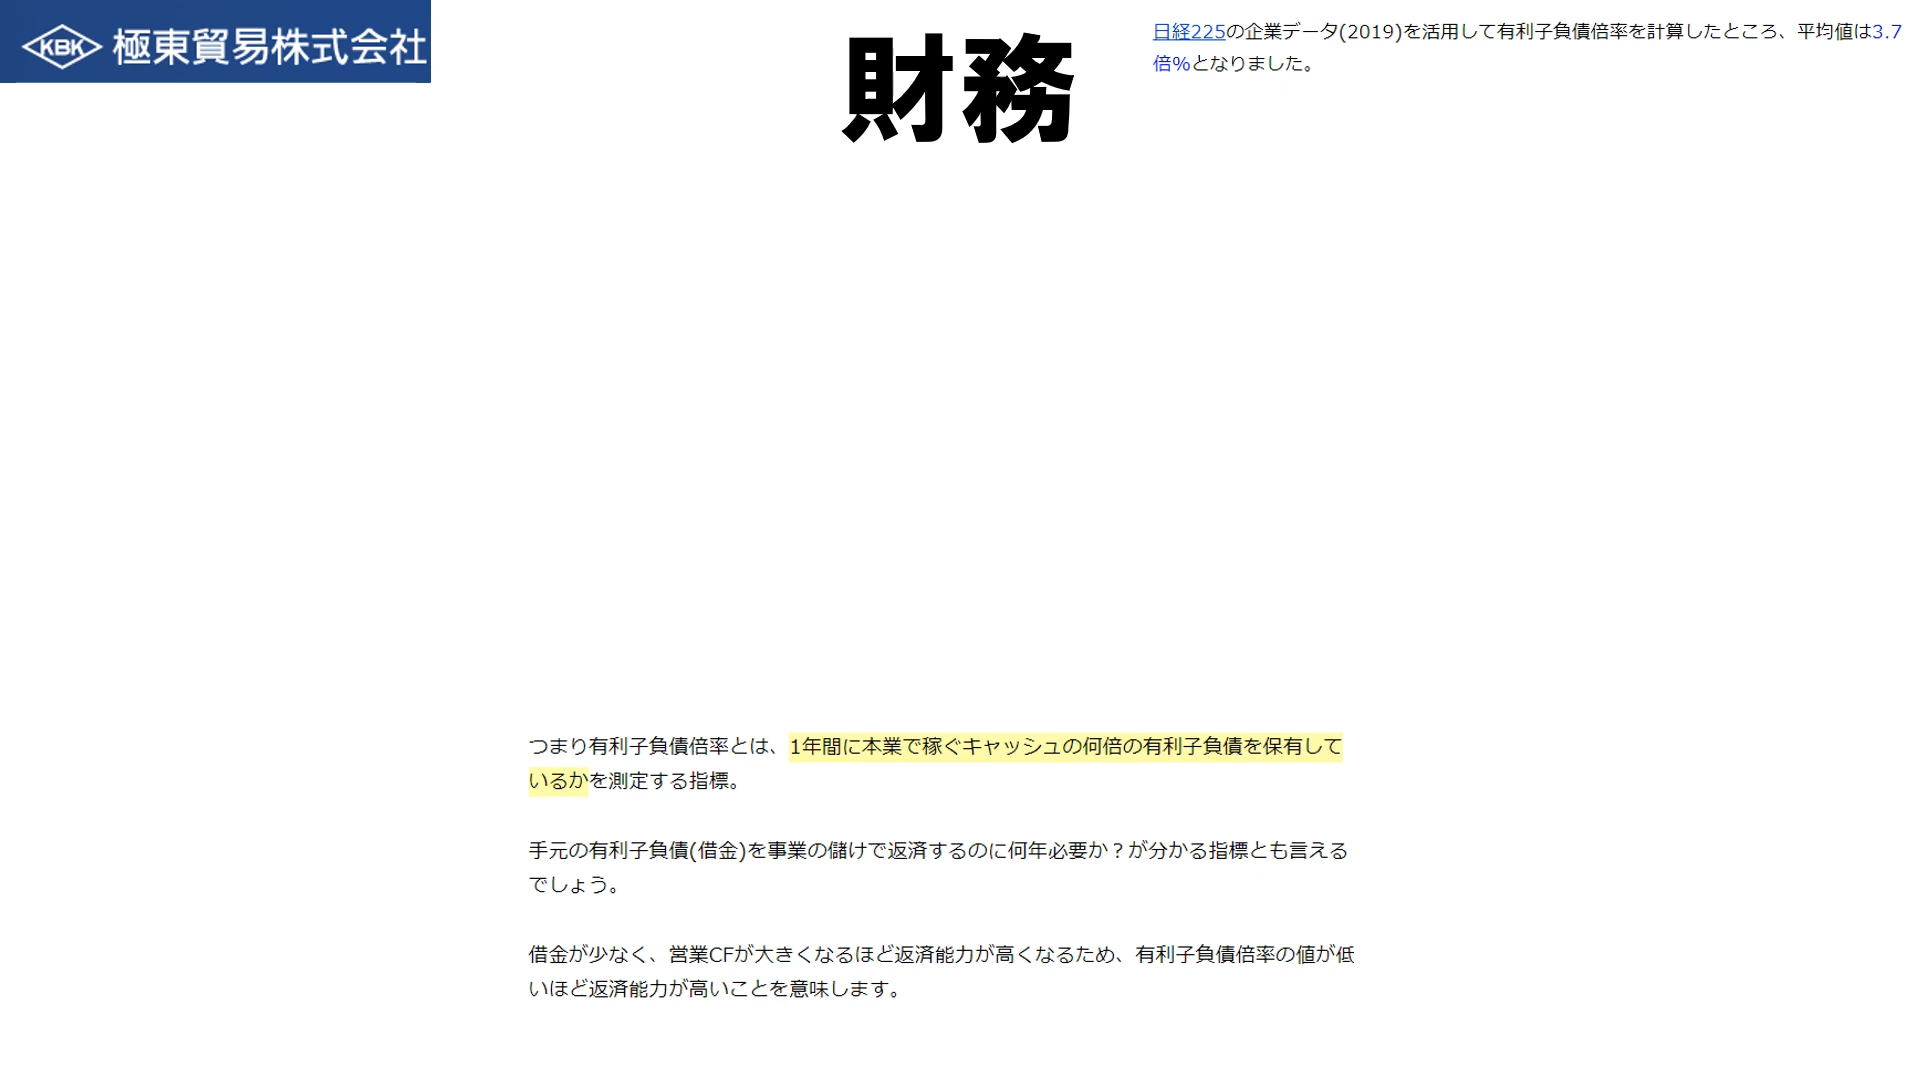 KBK 極東貿易株式会社
財務
日経225の企業データ(2019)を活用して有利子負債倍率を計算したところ、平均値は3.7
倍%となりました。
つまり有利子負債倍率とは、1年間に本業で稼ぐキャッシュの何倍の有利子負債を保有して
いるかを測定する指標。
手元の有利子負債(借金)を事業の儲けで返済するのに何年必要か？が分かる指標とも言える
でしょう。
借金が少なく、営業CFが大きくなるほど返済能力が高くなるため、有利子負債倍率の値が低
いほど返済能力が高いことを意味します。